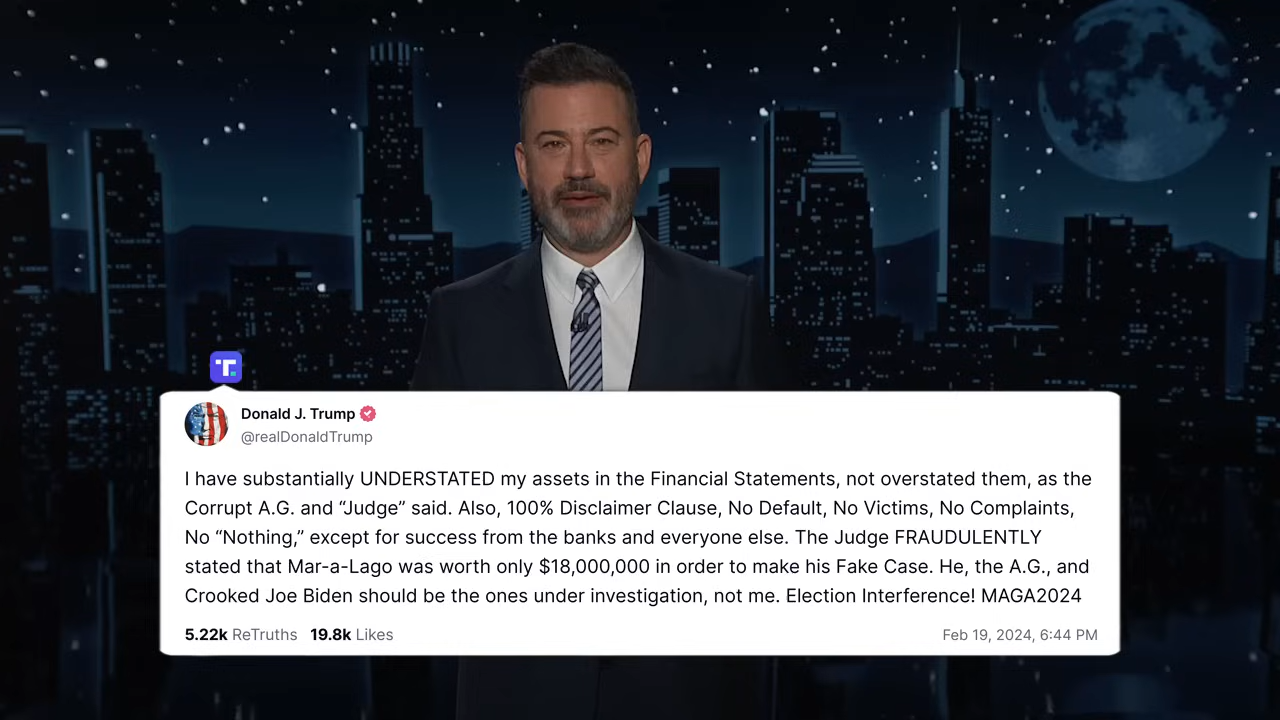 T.
Donald J. Trump
@realDonaldTrump
I have substantially UNDERSTATED my assets in the Financial Statements, not overstated them, as the
Corrupt A.G. and “Judge” said. Also, 100% Disclaimer Clause, No Default, No Victims, No Complaints,
No “Nothing,” except for success from the banks and everyone else. The Judge FRAUDULENTLY
stated that Mar-a-Lago was worth only $18,000,000 in order to make his Fake Case. He, the A.G., and
Crooked Joe Biden should be the ones under investigation, not me. Election Interference! MAGA2024
5.22k ReTruths 19.8k Likes
Feb 19, 2024, 6:44 PM